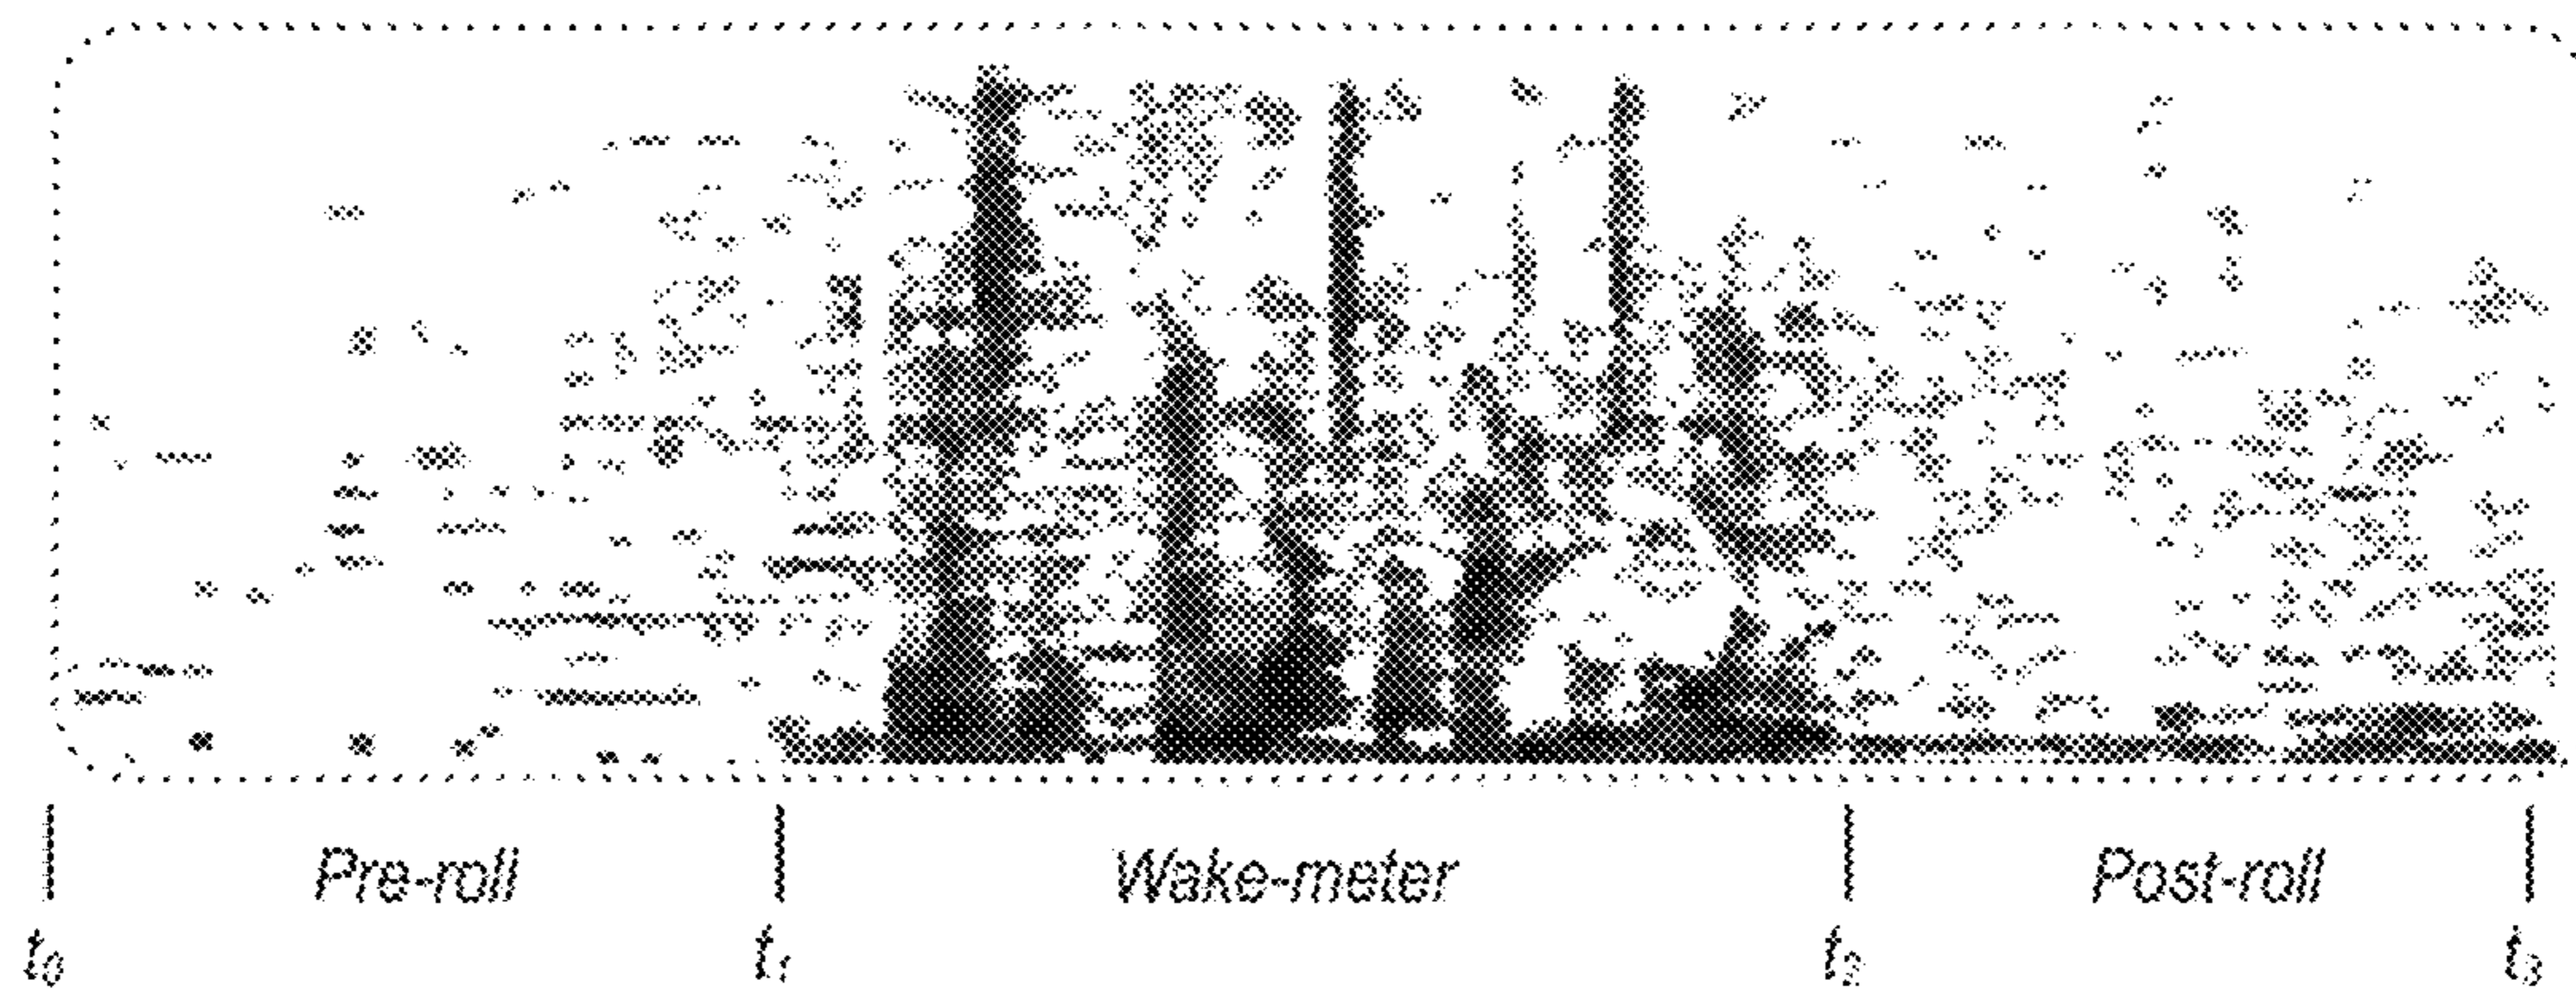 Pre-roll Wake-meter Post-roll
t₀ t₁ t₂ t₃